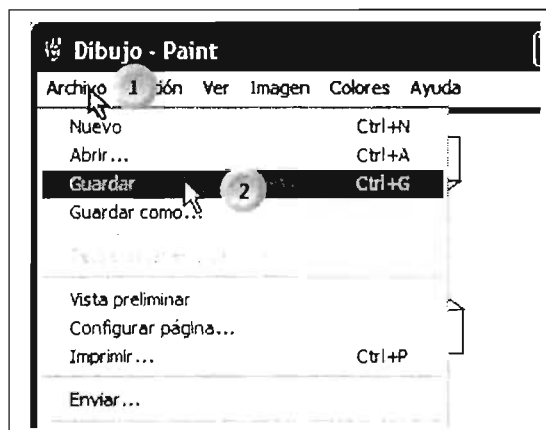 Dibujo - Paint
Archivo 1 ión Ver Imagen Colores Ayuda
Nuevo Ctrl+N
Abrir... Ctrl+A
Guardar 2 Ctrl+G
Guardar como...
Vista preliminar
Configurar página...
Imprimir... Ctrl+P
Enviar...